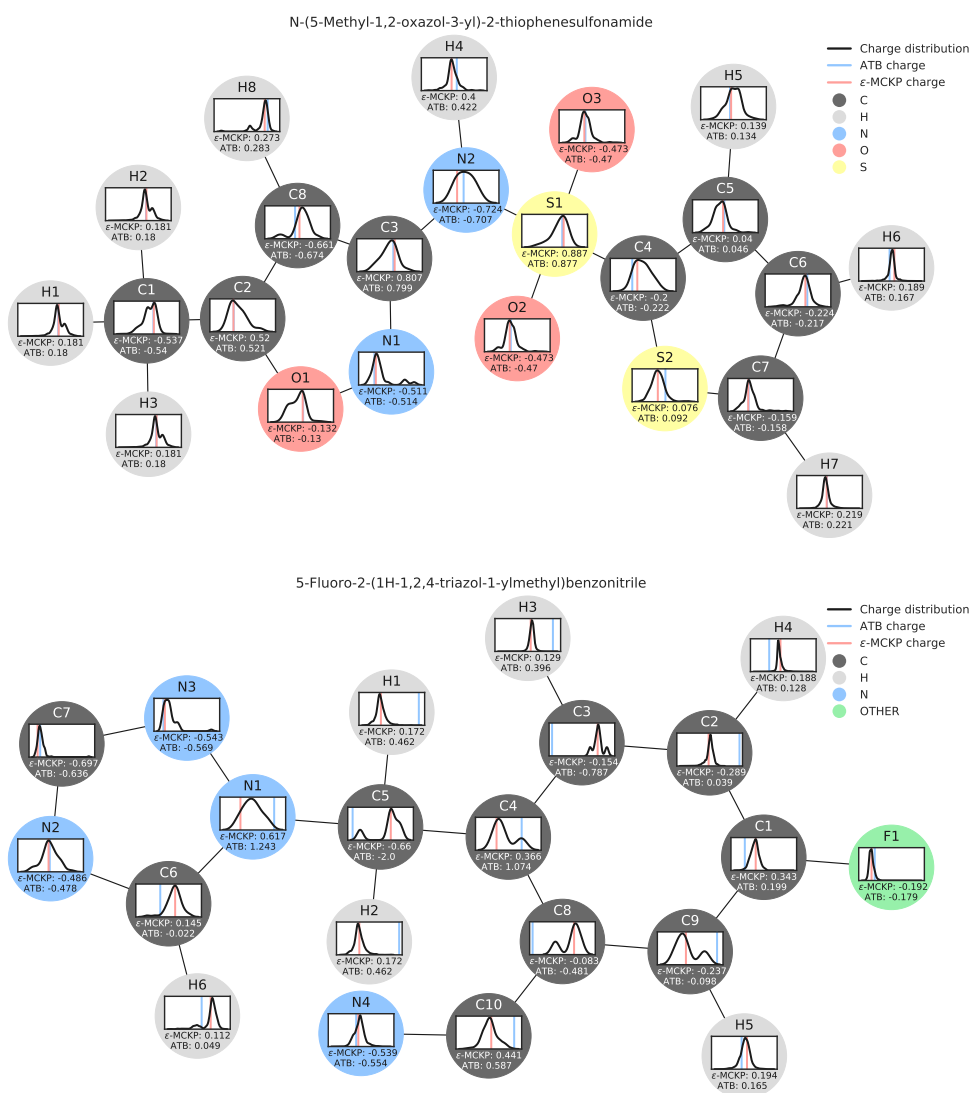 N-(5-Methyl-1,2-oxazol-3-yl)-2-thiophenesulfonamide
Charge distribution
ATB charge
ε-MCKP charge
C
H
N
O
S
H4
ε-MCKP: 0.4
ATB: 0.422
H5
ε-MCKP: 0.139
ATB: 0.134
H8
ε-MCKP: 0.273
ATB: 0.283
O3
ε-MCKP: -0.473
ATB: -0.47
N2
ε-MCKP: -0.724
ATB: -0.707
H2
ε-MCKP: 0.181
ATB: 0.18
C8
ε-MCKP: -0.661
ATB: -0.674
C5
ε-MCKP: 0.04
ATB: 0.046
S1
ε-MCKP: 0.887
ATB: 0.877
C3
ε-MCKP: 0.807
ATB: 0.799
C4
ε-MCKP: -0.2
ATB: -0.222
H6
ε-MCKP: 0.189
ATB: 0.167
C6
ε-MCKP: -0.224
ATB: -0.217
H1
ε-MCKP: 0.181
ATB: 0.18
C1
ε-MCKP: -0.537
ATB: -0.54
C2
ε-MCKP: 0.52
ATB: 0.521
O2
ε-MCKP: -0.473
ATB: -0.47
N1
ε-MCKP: -0.511
ATB: -0.514
S2
ε-MCKP: 0.076
ATB: 0.092
C7
ε-MCKP: -0.159
ATB: -0.158
O1
ε-MCKP: -0.132
ATB: -0.13
H3
ε-MCKP: 0.181
ATB: 0.18
H7
ε-MCKP: 0.219
ATB: 0.221
5-Fluoro-2-(1H-1,2,4-triazol-1-ylmethyl)benzonitrile
Charge distribution
ATB charge
ε-MCKP charge
C
H
N
OTHER
H3
ε-MCKP: 0.129
ATB: 0.396
H4
ε-MCKP: 0.188
ATB: 0.128
H1
ε-MCKP: 0.172
ATB: 0.462
N3
ε-MCKP: -0.543
ATB: -0.569
C7
ε-MCKP: -0.697
ATB: -0.636
C3
ε-MCKP: -0.154
ATB: -0.787
C2
ε-MCKP: -0.289
ATB: 0.039
N1
ε-MCKP: 0.617
ATB: 1.243
C5
ε-MCKP: -0.66
ATB: -2.0
C4
ε-MCKP: 0.366
ATB: 1.074
C1
ε-MCKP: 0.343
ATB: 0.199
F1
ε-MCKP: -0.192
ATB: -0.179
N2
ε-MCKP: -0.486
ATB: -0.478
C6
ε-MCKP: 0.145
ATB: -0.022
H2
ε-MCKP: 0.172
ATB: 0.462
C8
ε-MCKP: -0.083
ATB: -0.481
C9
ε-MCKP: -0.237
ATB: -0.098
H6
ε-MCKP: 0.112
ATB: 0.049
N4
ε-MCKP: -0.539
ATB: -0.554
C10
ε-MCKP: 0.441
ATB: 0.587
H5
ε-MCKP: 0.194
ATB: 0.165